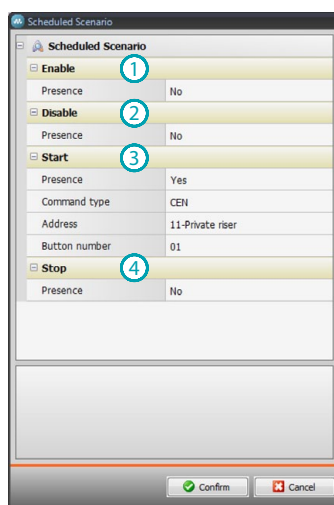 Scheduled Scenario
Scheduled Scenario
Enable 1
Presence No
Disable 2
Presence No
Start 3
Presence Yes
Command type CEN
Address 11-Private riser
Button number 01
Stop 4
Presence No
Confirm Cancel